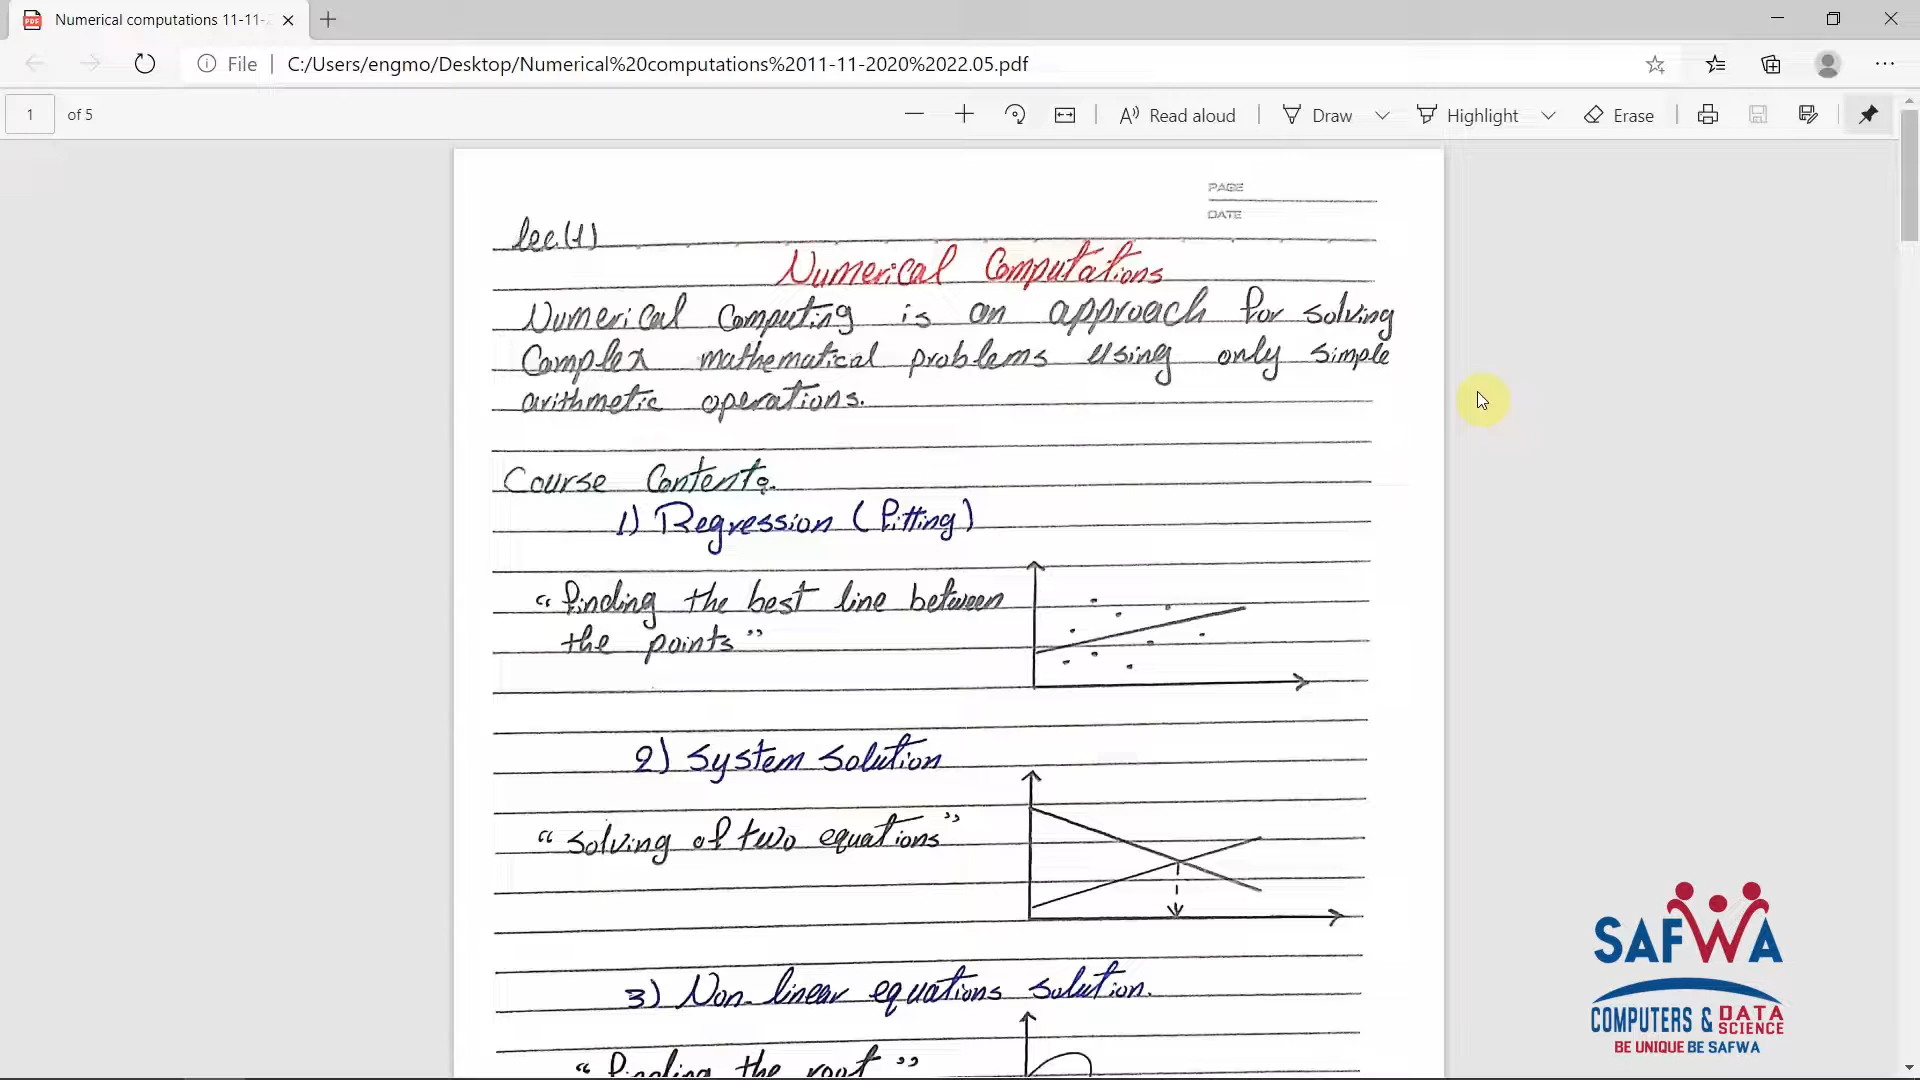 Numerical computations 11-11-
File
C:/Users/engmo/Desktop/Numerical%20computations%2011-11-2020%2022.05.pdf
1 of 5
Read aloud
Draw
Highlight
Erase
PAGE
DATE
lec.(1)
Numerical Computations
Numerical Computing is an approach for solving
Complex mathematical problems using only simple
arithmetic operations.
Course Contents.
1) Regression (fitting)
"finding the best line between
the points"
2) System Solution
"Solving of two equations"
3) Non-linear equations solution.
"finding the root"
SAFWA
COMPUTERS & DATA SCIENCE
BE UNIQUE BE SAFWA